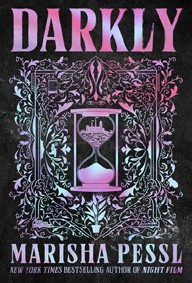 DARKLY
MARISHA PESSL
NEW YORK TIMES BESTSELLING AUTHOR OF NIGHT FILM